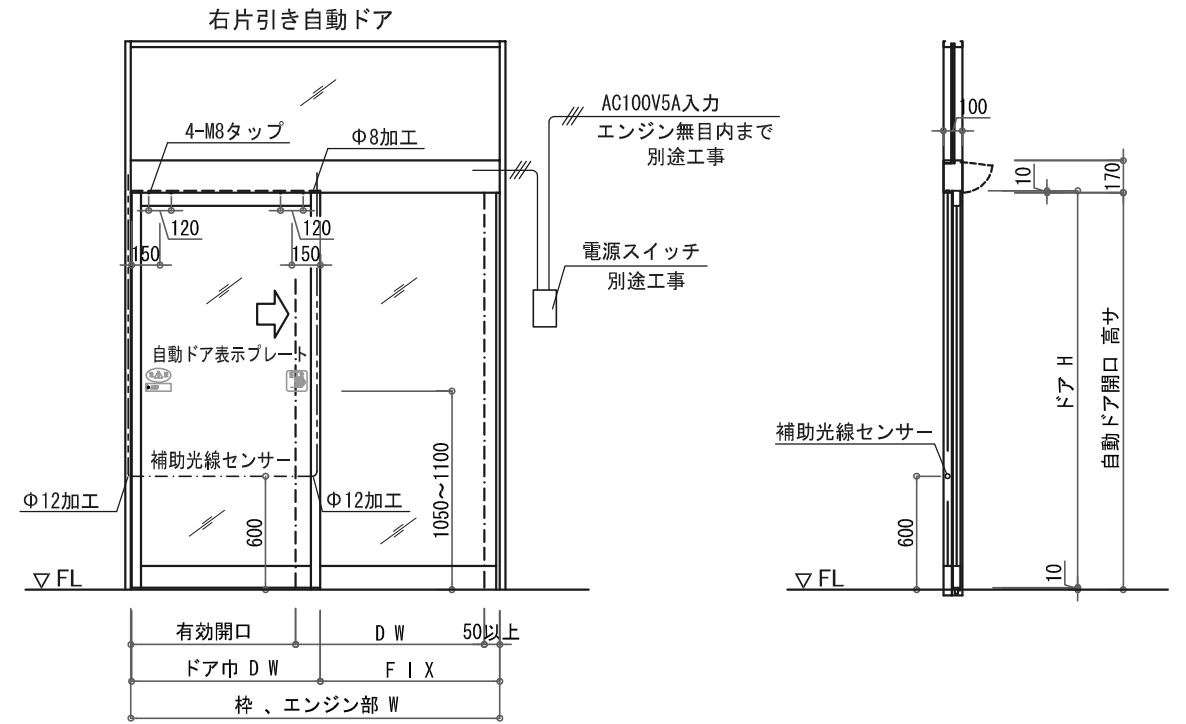 右片引き自動ドア
AC100V5A入力
エンジン無目内まで
別途工事
4-M8タップ
Φ8加工
120
120
150
150
電源スイッチ
別途工事
自動ドア表示プレート
補助光線センサー
Φ12加工
Φ12加工
600
1050～1100
▽FL
有効開口
DW
50以上
ドア巾 DW
FIX
枠、エンジン部 W
100
10
170
ドア H
自動ドア開口 高サ
補助光線センサー
600
10
▽FL